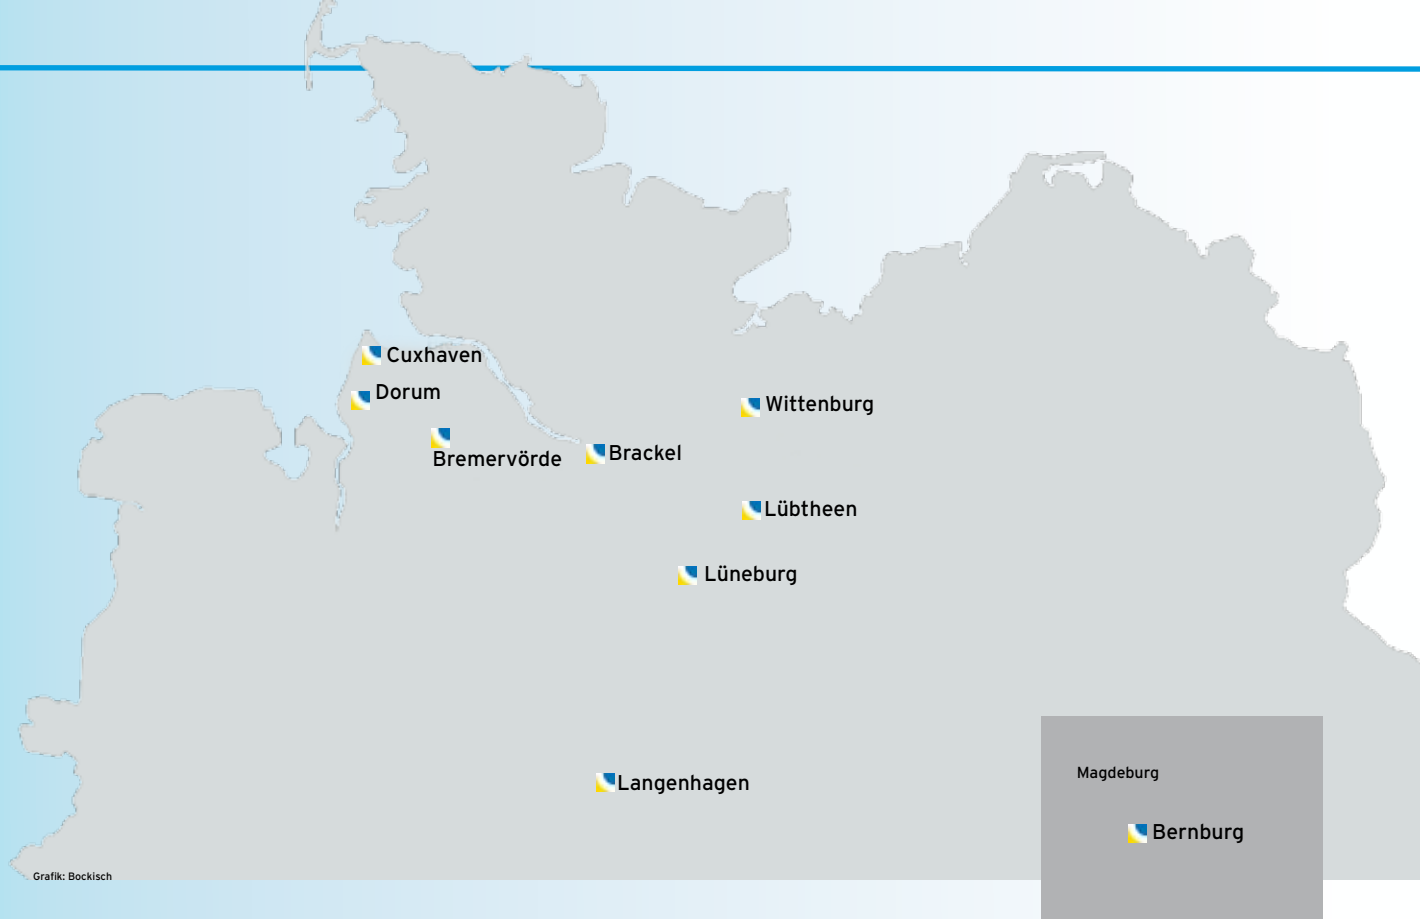 Cuxhaven
Dorum
Wittenburg
Bremervörde
Brackel
Lübtheen
Lüneburg
Magdeburg
Langenhagen
Bernburg
Grafik: Bockisch